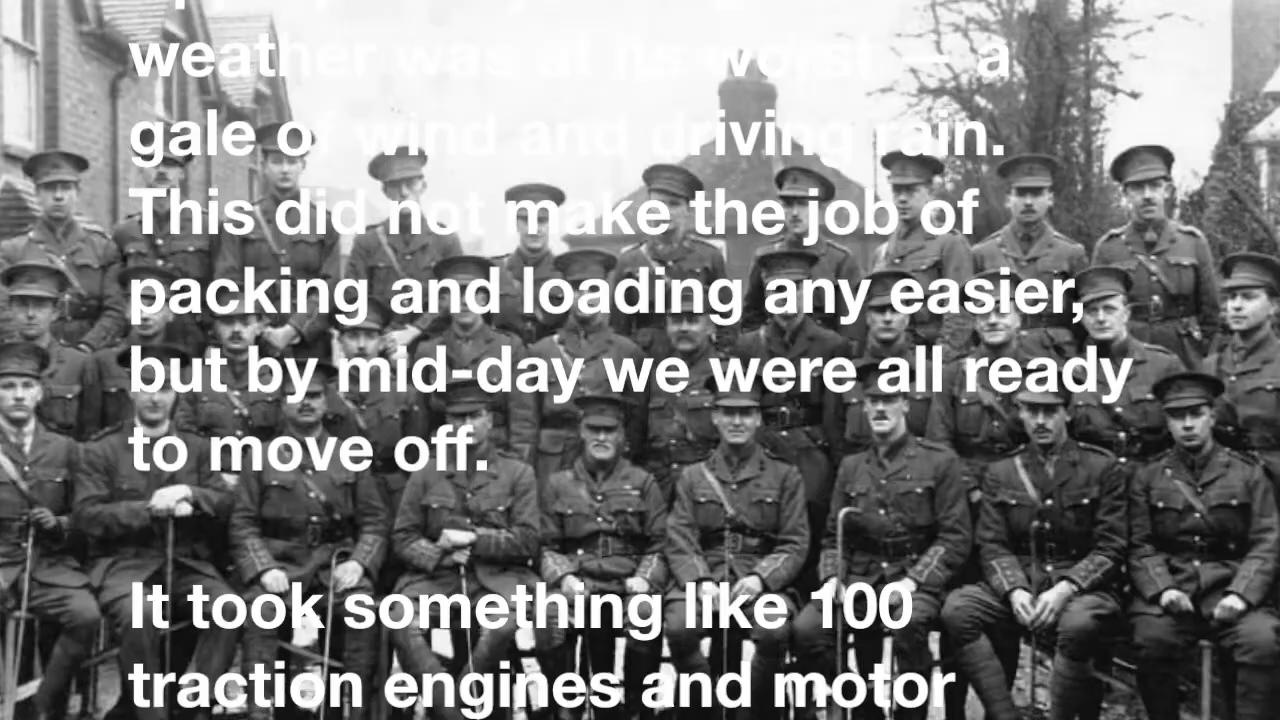 weather was at its worst — a
gale of wind and driving rain.
This did not make the job of
packing and loading any easier,
but by mid-day we were all ready
to move off.
It took something like 100
traction engines and motor